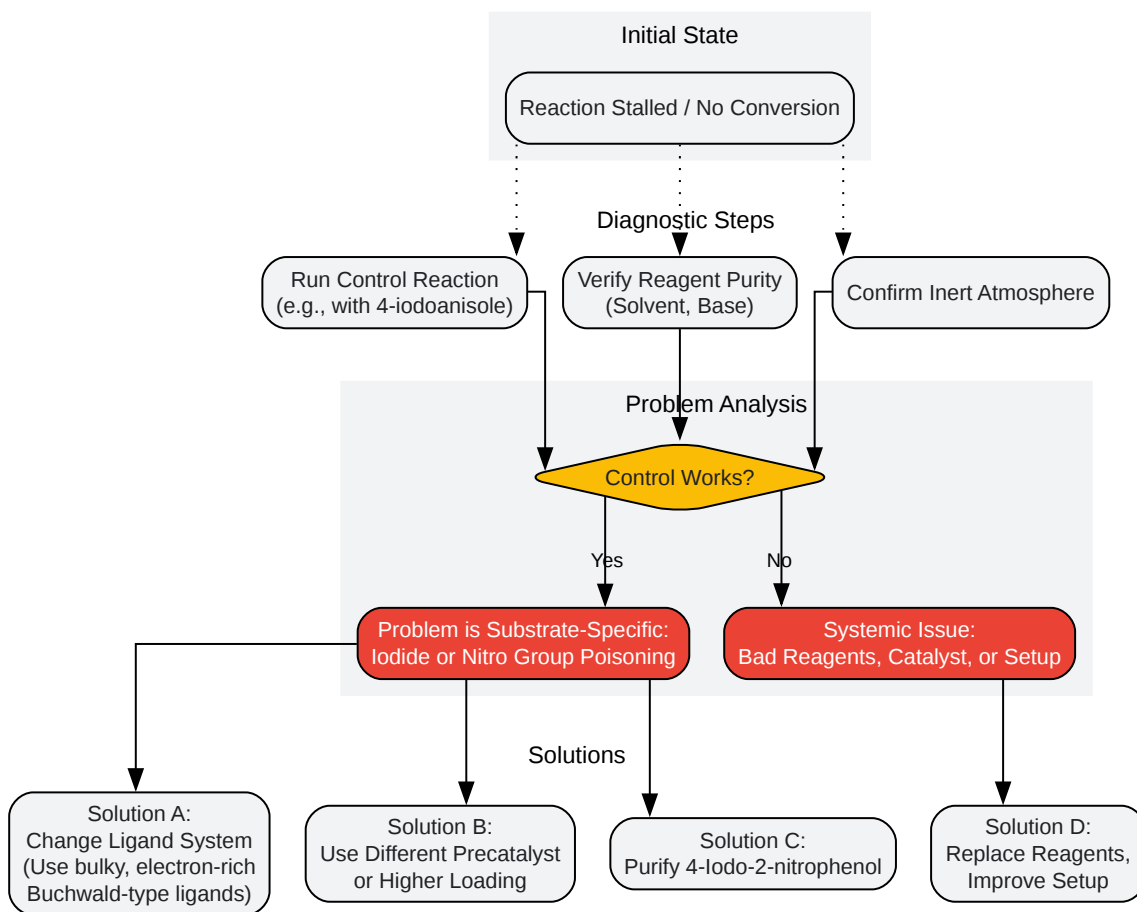 Initial State
Reaction Stalled / No Conversion
Diagnostic Steps
Run Control Reaction
(e.g., with 4-iodoanisole)
Verify Reagent Purity
(Solvent, Base)
Confirm Inert Atmosphere
Problem Analysis
Control Works?
Yes
No
Problem is Substrate-Specific:
Iodide or Nitro Group Poisoning
Systemic Issue:
Bad Reagents, Catalyst, or Setup
Solutions
Solution A:
Change Ligand System
(Use bulky, electron-rich
Buchwald-type ligands)
Solution B:
Use Different Precatalyst
or Higher Loading
Solution C:
Purify 4-Iodo-2-nitrophenol
Solution D:
Replace Reagents,
Improve Setup